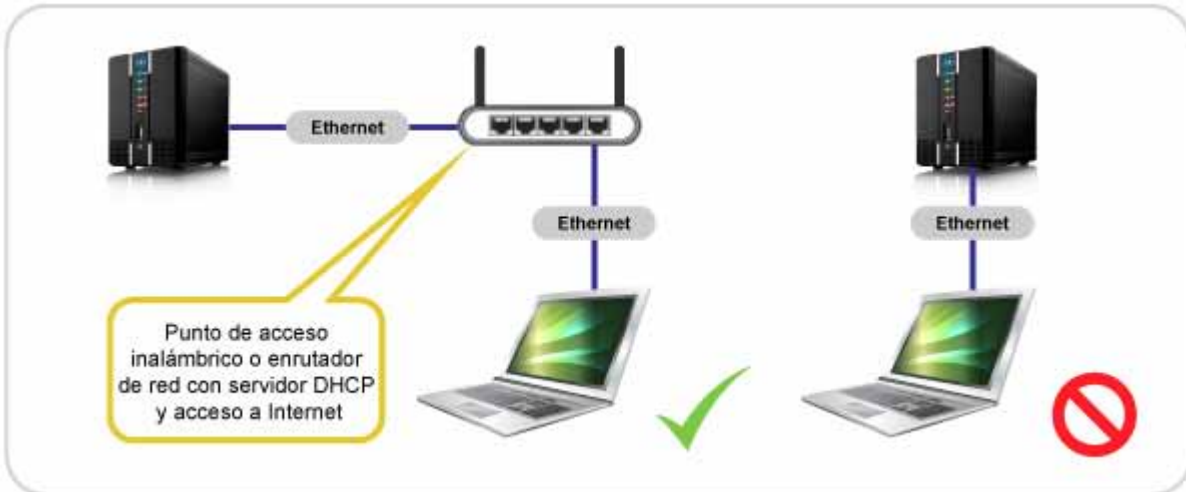 Ethernet
Ethernet
Ethernet
Punto de acceso
inalámbrico o enrutador
de red con servidor DHCP
y acceso a Internet